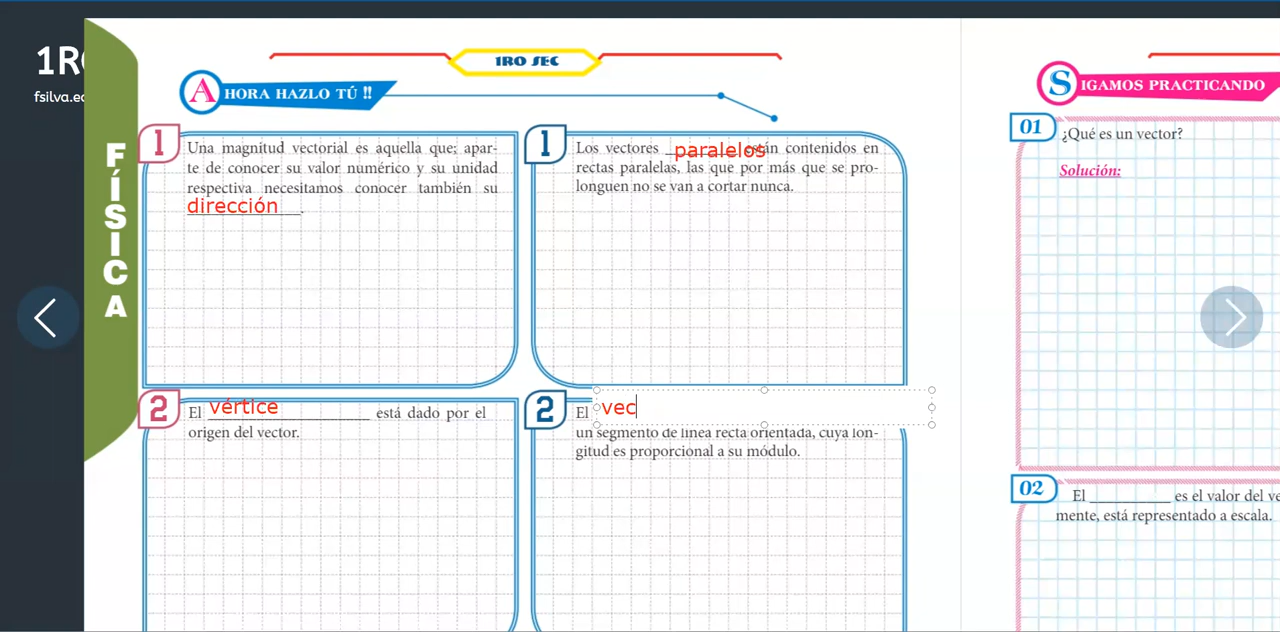 1RO
fsilva.ed
FÍSICA
1RO SEC
AHORA HAZLO TÚ !!
1
Una magnitud vectorial es aquella que; apar-
te de conocer su valor numérico y su unidad
respectiva necesitamos conocer también su
dirección.
1
Los vectores paralelos están contenidos en
rectas paralelas, las que por más que se pro-
longuen no se van a cortar nunca.
2
El vértice está dado por el
origen del vector.
2
El vec
un segmento de línea recta orientada, cuya lon-
gitud es proporcional a su módulo.
SIGAMOS PRACTICANDO
01
¿Qué es un vector?
Solución:
02
El __________ es el valor del ve
mente, está representado a escala.